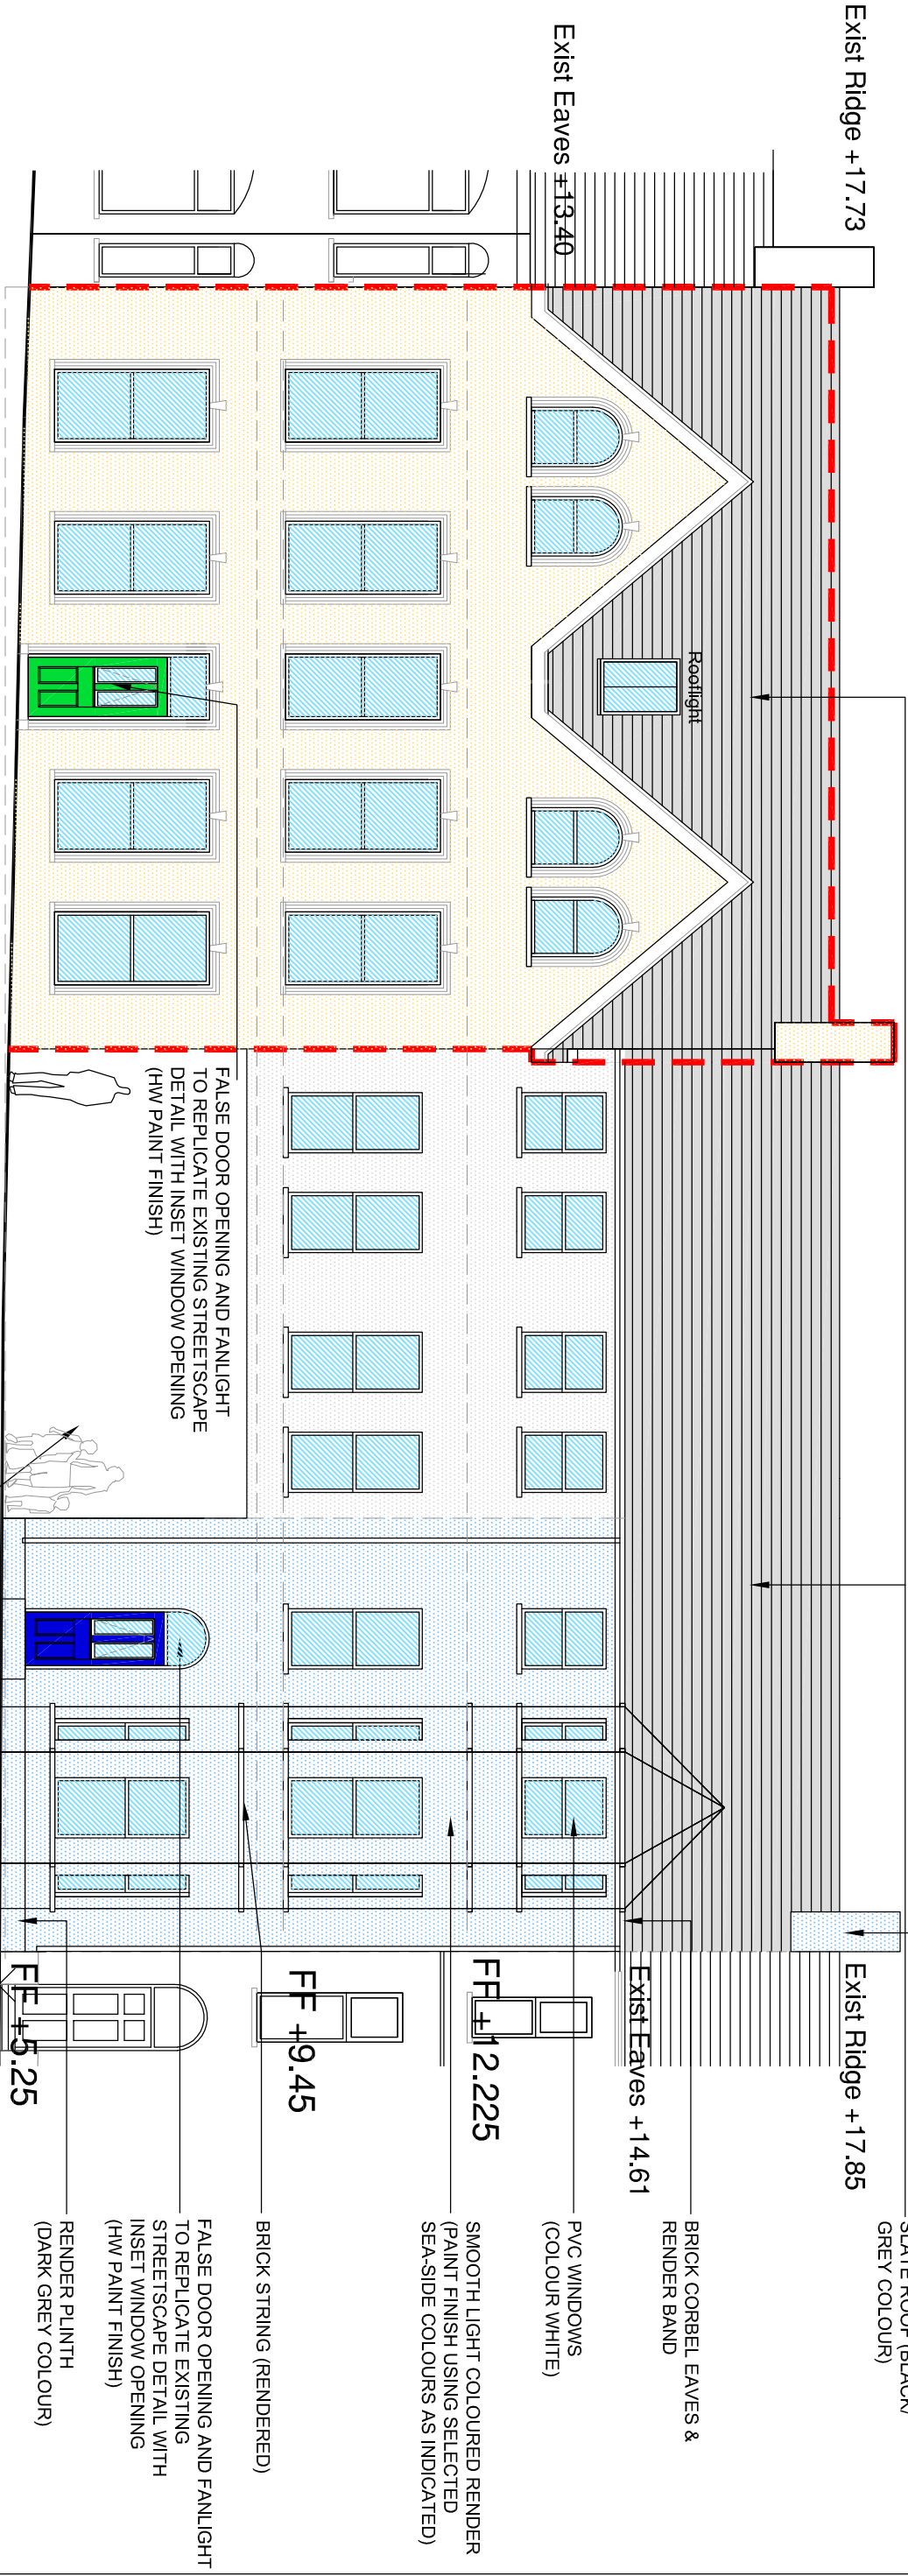 Exist Ridge +17.73
Exist Eaves +13.40
Rooflight
FALSE DOOR OPENING AND FANLIGHT
TO REPLICATE EXISTING STREETSCAPE
DETAIL WITH INSET WINDOW OPENING
(HW PAINT FINISH)
Exist Ridge +17.85
Exist Eaves +14.61
FF +12.225
FF +9.45
FF +5.25
SLATE ROOF (BLACK/
GREY COLOUR)
BRICK CORBEL EAVES &
RENDER BAND
PVC WINDOWS
(COLOUR WHITE)
SMOOTH LIGHT COLOURED RENDER
(PAINT FINISH USING SELECTED
SEA-SIDE COLOURS AS INDICATED)
BRICK STRING (RENDERED)
FALSE DOOR OPENING AND FANLIGHT
TO REPLICATE EXISTING
STREETSCAPE DETAIL WITH
INSET WINDOW OPENING
(HW PAINT FINISH)
RENDER PLINTH
(DARK GREY COLOUR)